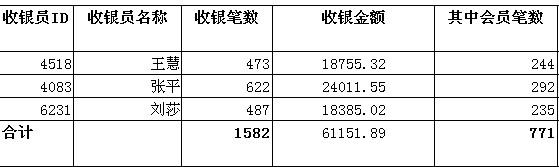 收银员ID 收银员名称 收银笔数 收银金额 其中会员笔数
4518 王慧 473 18755.32 244
4083 张平 622 24011.55 292
6231 刘莎 487 18385.02 235
合计 1582 61151.89 771